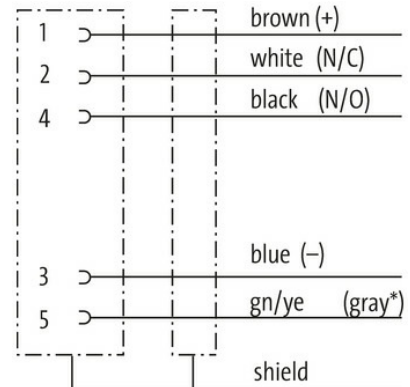 1 brown (+)
2 white (N/C)
4 black (N/O)
3 blue (–)
5 gn/ye (gray*)
shield